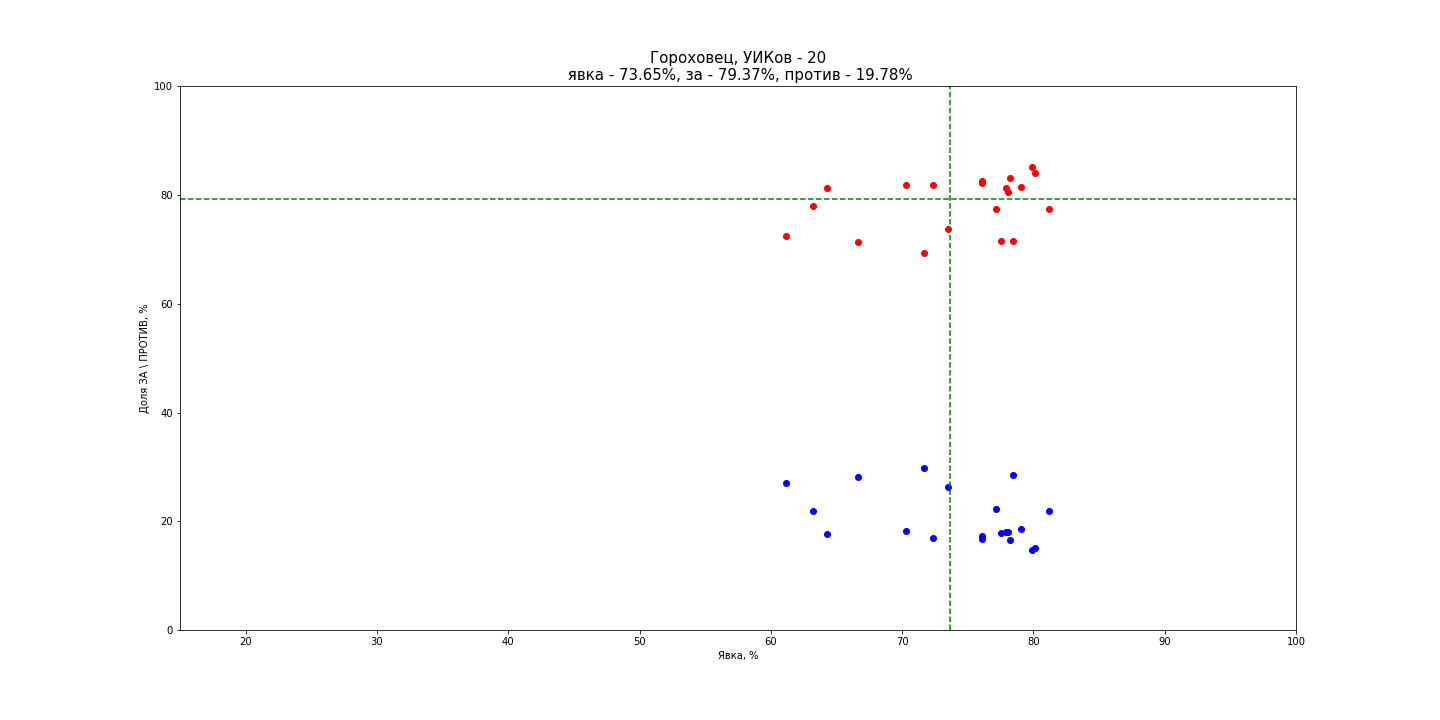 Гороховец, УИКов - 20
явка - 73.65%, за - 79.37%, против - 19.78%
100
80
60
40
20
0
Доля ЗА \ ПРОТИВ, %
20 30 40 50 60 70 80 90 100
Явка, %